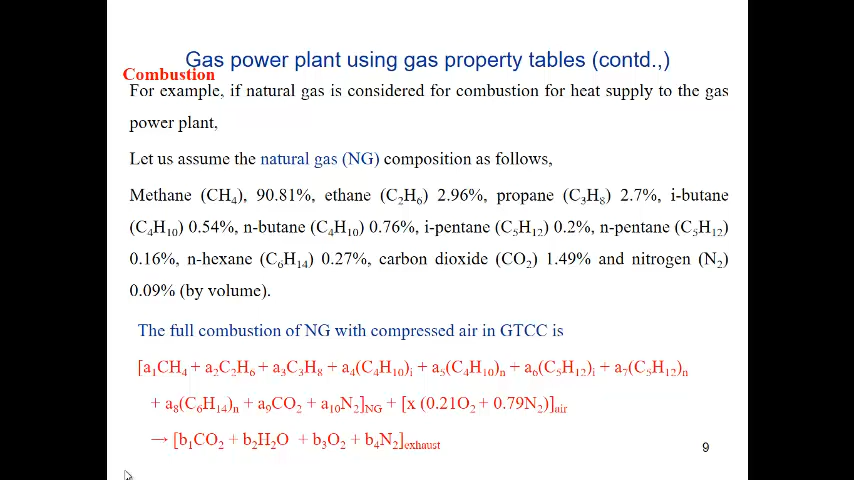 Gas power plant using gas property tables (contd.,)
Combustion
For example, if natural gas is considered for combustion for heat supply to the gas
power plant,
Let us assume the natural gas (NG) composition as follows,
Methane (CH₄), 90.81%, ethane (C₂H₆) 2.96%, propane (C₃H₈) 2.7%, i-butane
(C₄H₁₀) 0.54%, n-butane (C₄H₁₀) 0.76%, i-pentane (C₅H₁₂) 0.2%, n-pentane (C₅H₁₂)
0.16%, n-hexane (C₆H₁₄) 0.27%, carbon dioxide (CO₂) 1.49% and nitrogen (N₂)
0.09% (by volume).
The full combustion of NG with compressed air in GTCC is
[a₁CH₄ + a₂C₂H₆ + a₃C₃H₈ + a₄(C₄H₁₀)ᵢ + a₅(C₄H₁₀)ₙ + a₆(C₅H₁₂)ᵢ + a₇(C₅H₁₂)ₙ
+ a₈(C₆H₁₄)ₙ + a₉CO₂ + a₁₀N₂]NG + [x (0.21O₂ + 0.79N₂)]air
→ [b₁CO₂ + b₂H₂O + b₃O₂ + b₄N₂]exhaust
9